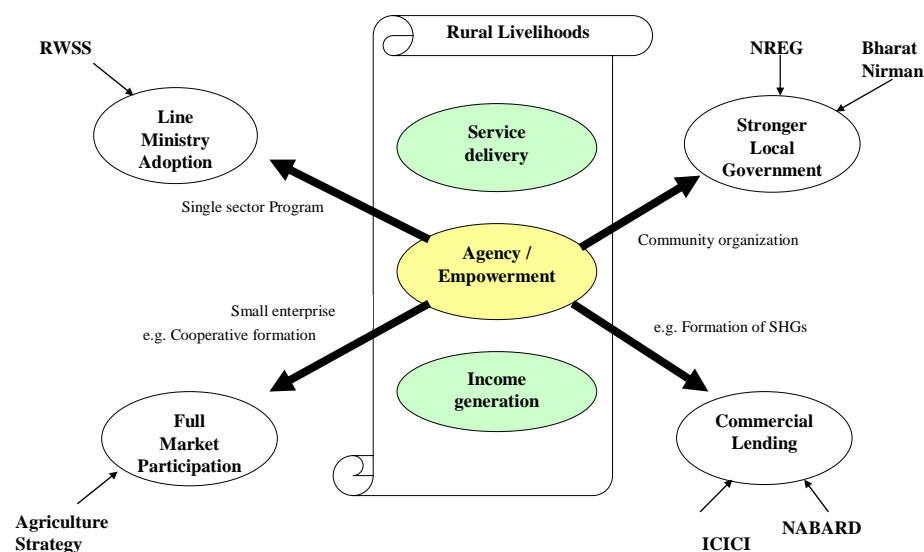 Rural Livelihoods
RWSS
NREG
Bharat
Nirman
Line
Ministry
Adoption
Service
delivery
Stronger
Local
Government
Single sector Program
Community organization
Agency /
Empowerment
Small enterprise
e.g. Cooperative formation
e.g. Formation of SHGs
Income
generation
Full
Market
Participation
Commercial
Lending
Agriculture
Strategy
ICICI
NABARD